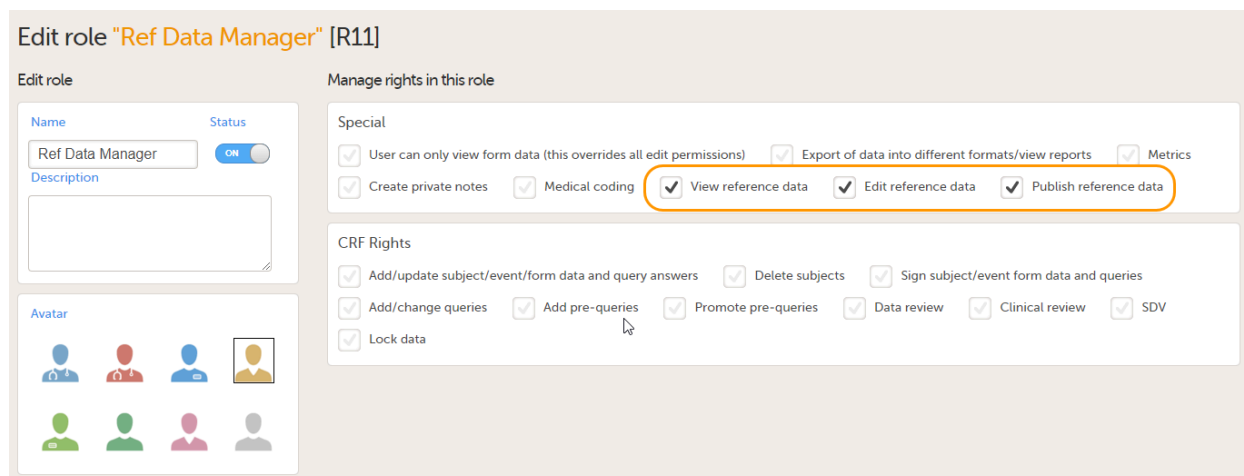 Edit role "Ref Data Manager" [R11]
Edit role
Manage rights in this role
Name
Status
Ref Data Manager
ON
Description
Avatar
Special
User can only view form data (this overrides all edit permissions) Export of data into different formats/view reports Metrics
Create private notes Medical coding View reference data Edit reference data Publish reference data
CRF Rights
Add/update subject/event/form data and query answers Delete subjects Sign subject/event form data and queries
Add/change queries Add pre-queries Promote pre-queries Data review Clinical review SDV
Lock data